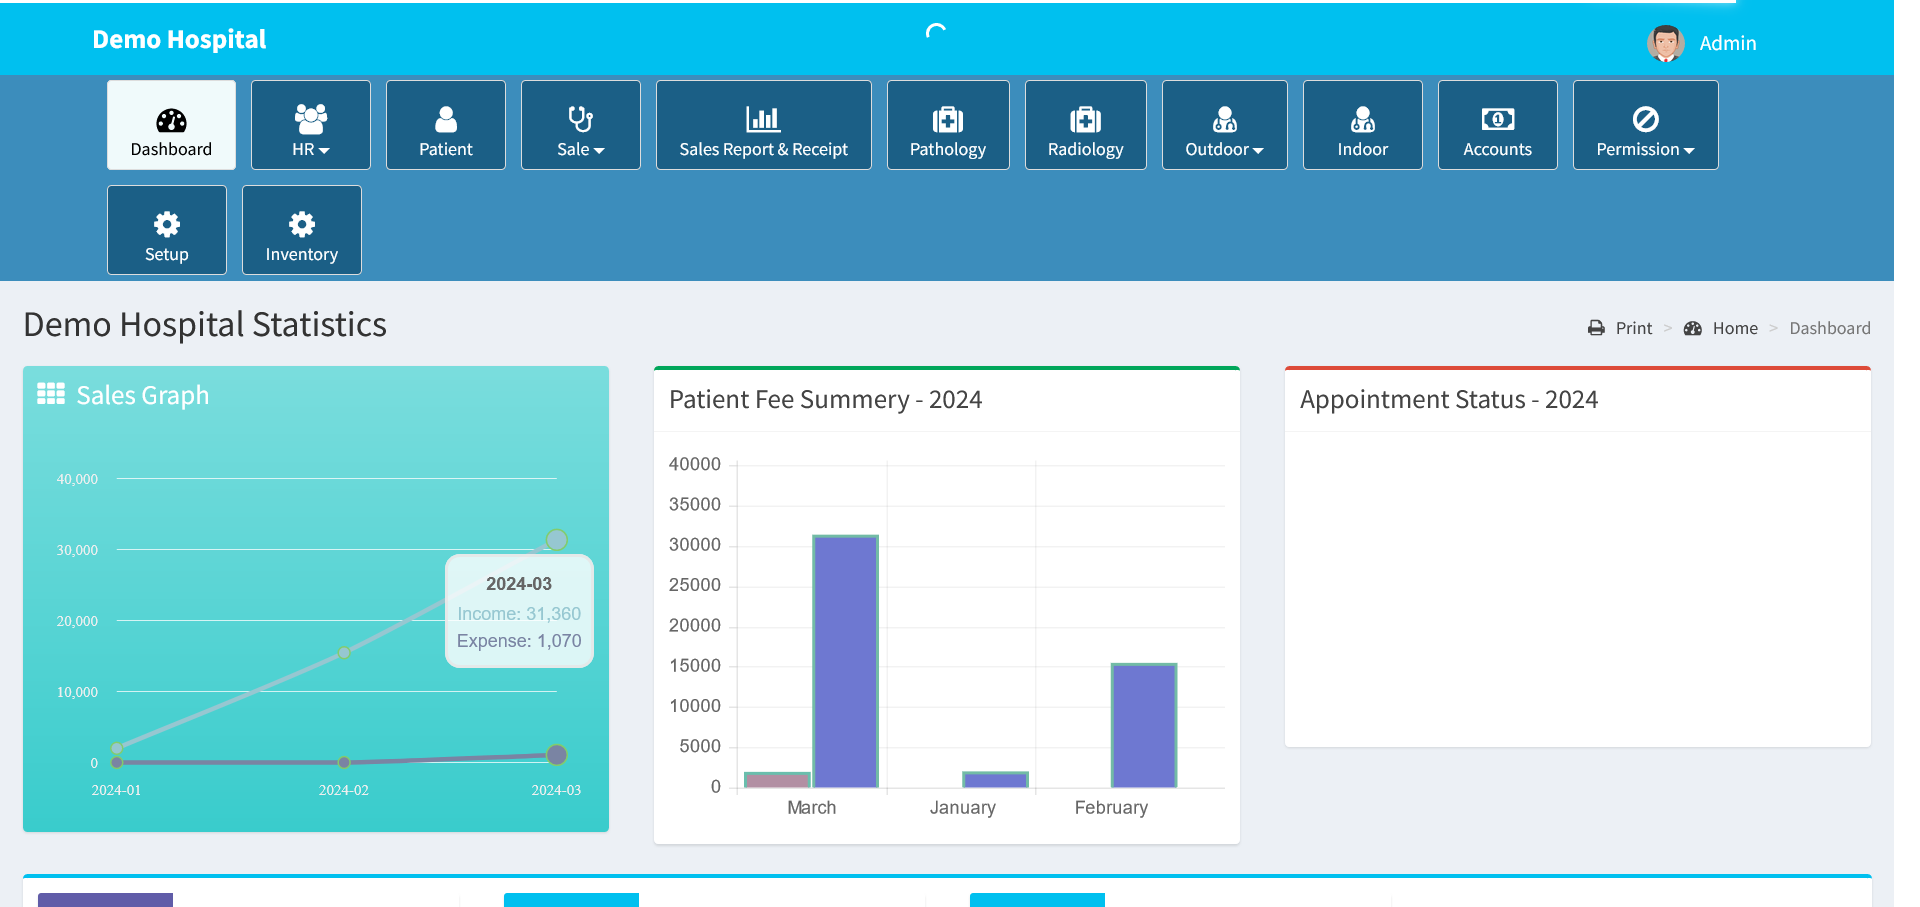 Demo Hospital
Admin
Dashboard
HR
Patient
Sale
Sales Report & Receipt
Pathology
Radiology
Outdoor
Indoor
Accounts
Permission
Setup
Inventory
Demo Hospital Statistics
Print > Home > Dashboard
Sales Graph
40,000
30,000
20,000
10,000
0
2024-01
2024-02
2024-03
2024-03
Income: 31,360
Expense: 1,070
Patient Fee Summery - 2024
40000
35000
30000
25000
20000
15000
10000
5000
0
March
January
February
Appointment Status - 2024